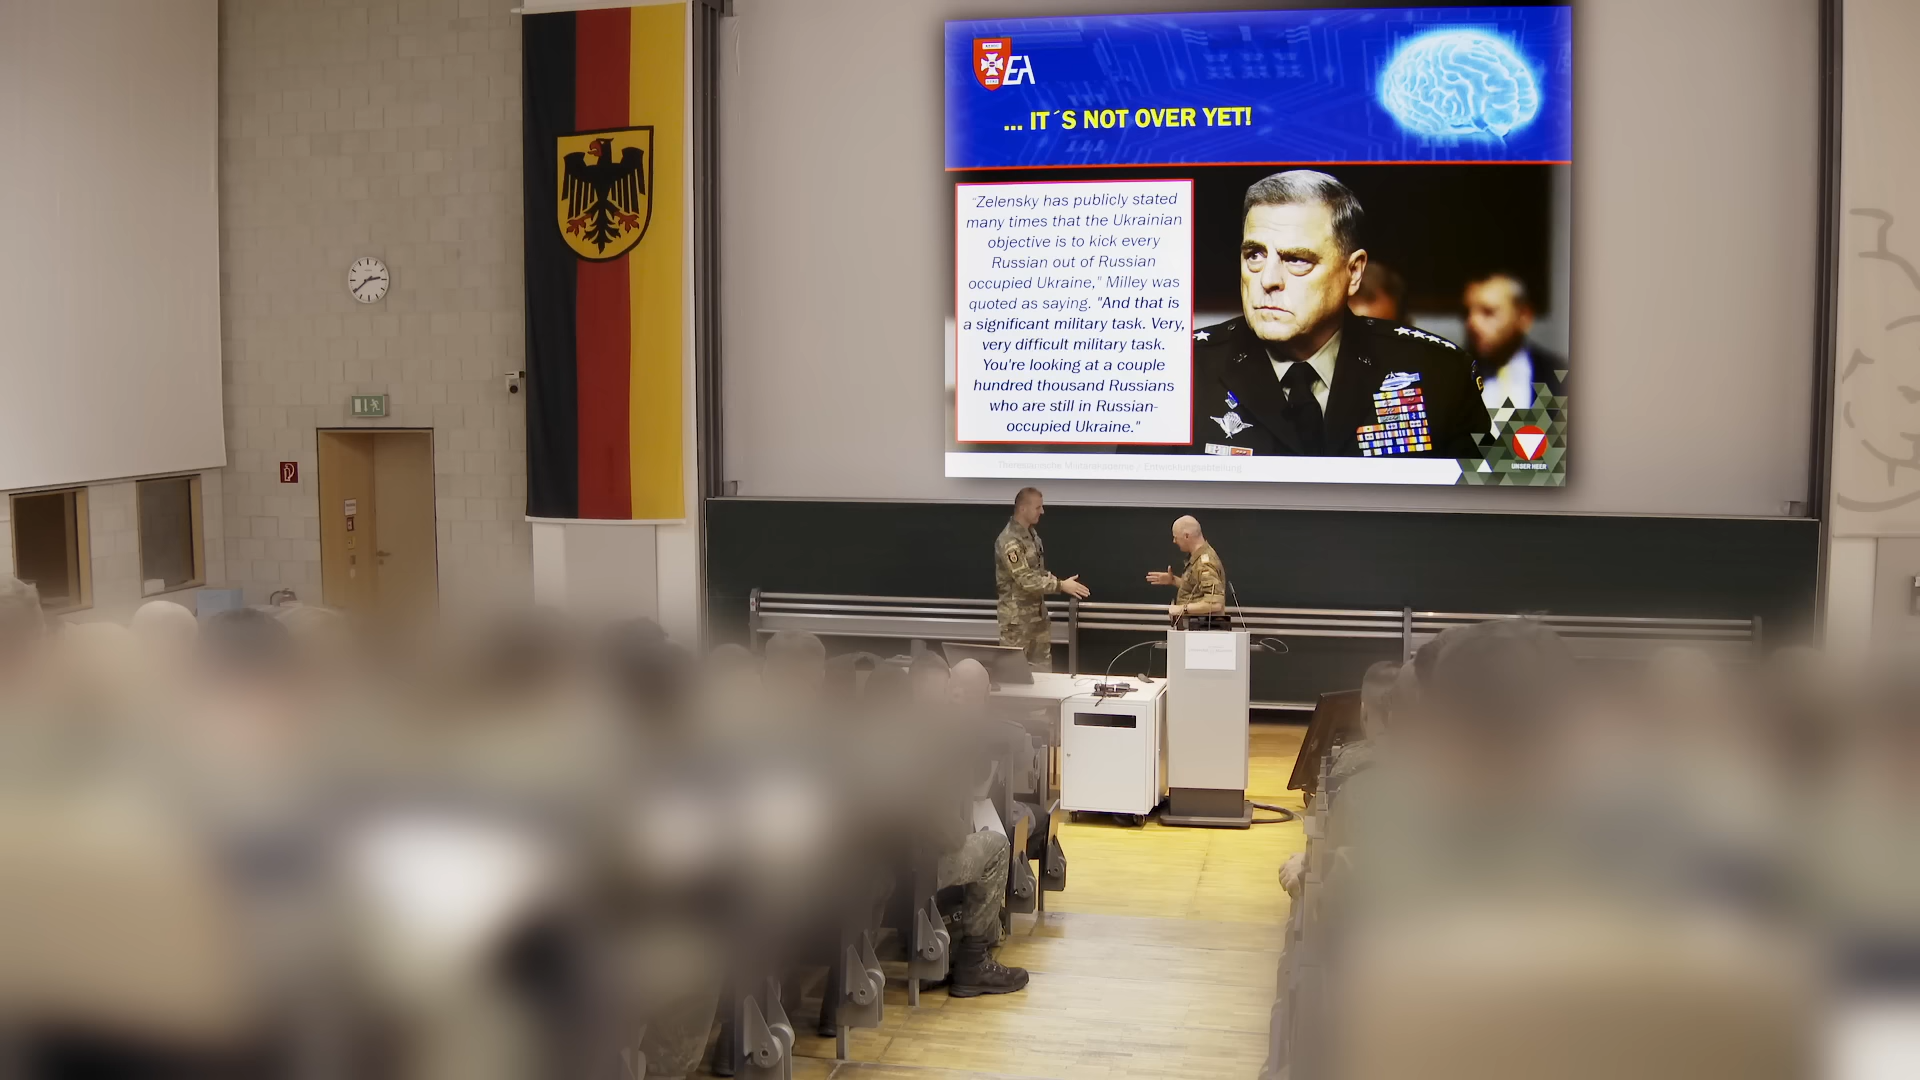 EA
... IT´S NOT OVER YET!
"Zelensky has publicly stated
many times that the Ukrainian
objective is to kick every
Russian out of Russian
occupied Ukraine," Milley was
quoted as saying. "And that is
a significant military task. Very,
very difficult military task.
You're looking at a couple
hundred thousand Russians
who are still in Russian-
occupied Ukraine."
Theresianische Militärakademie / Entwicklungsabteilung
UNSER HEER